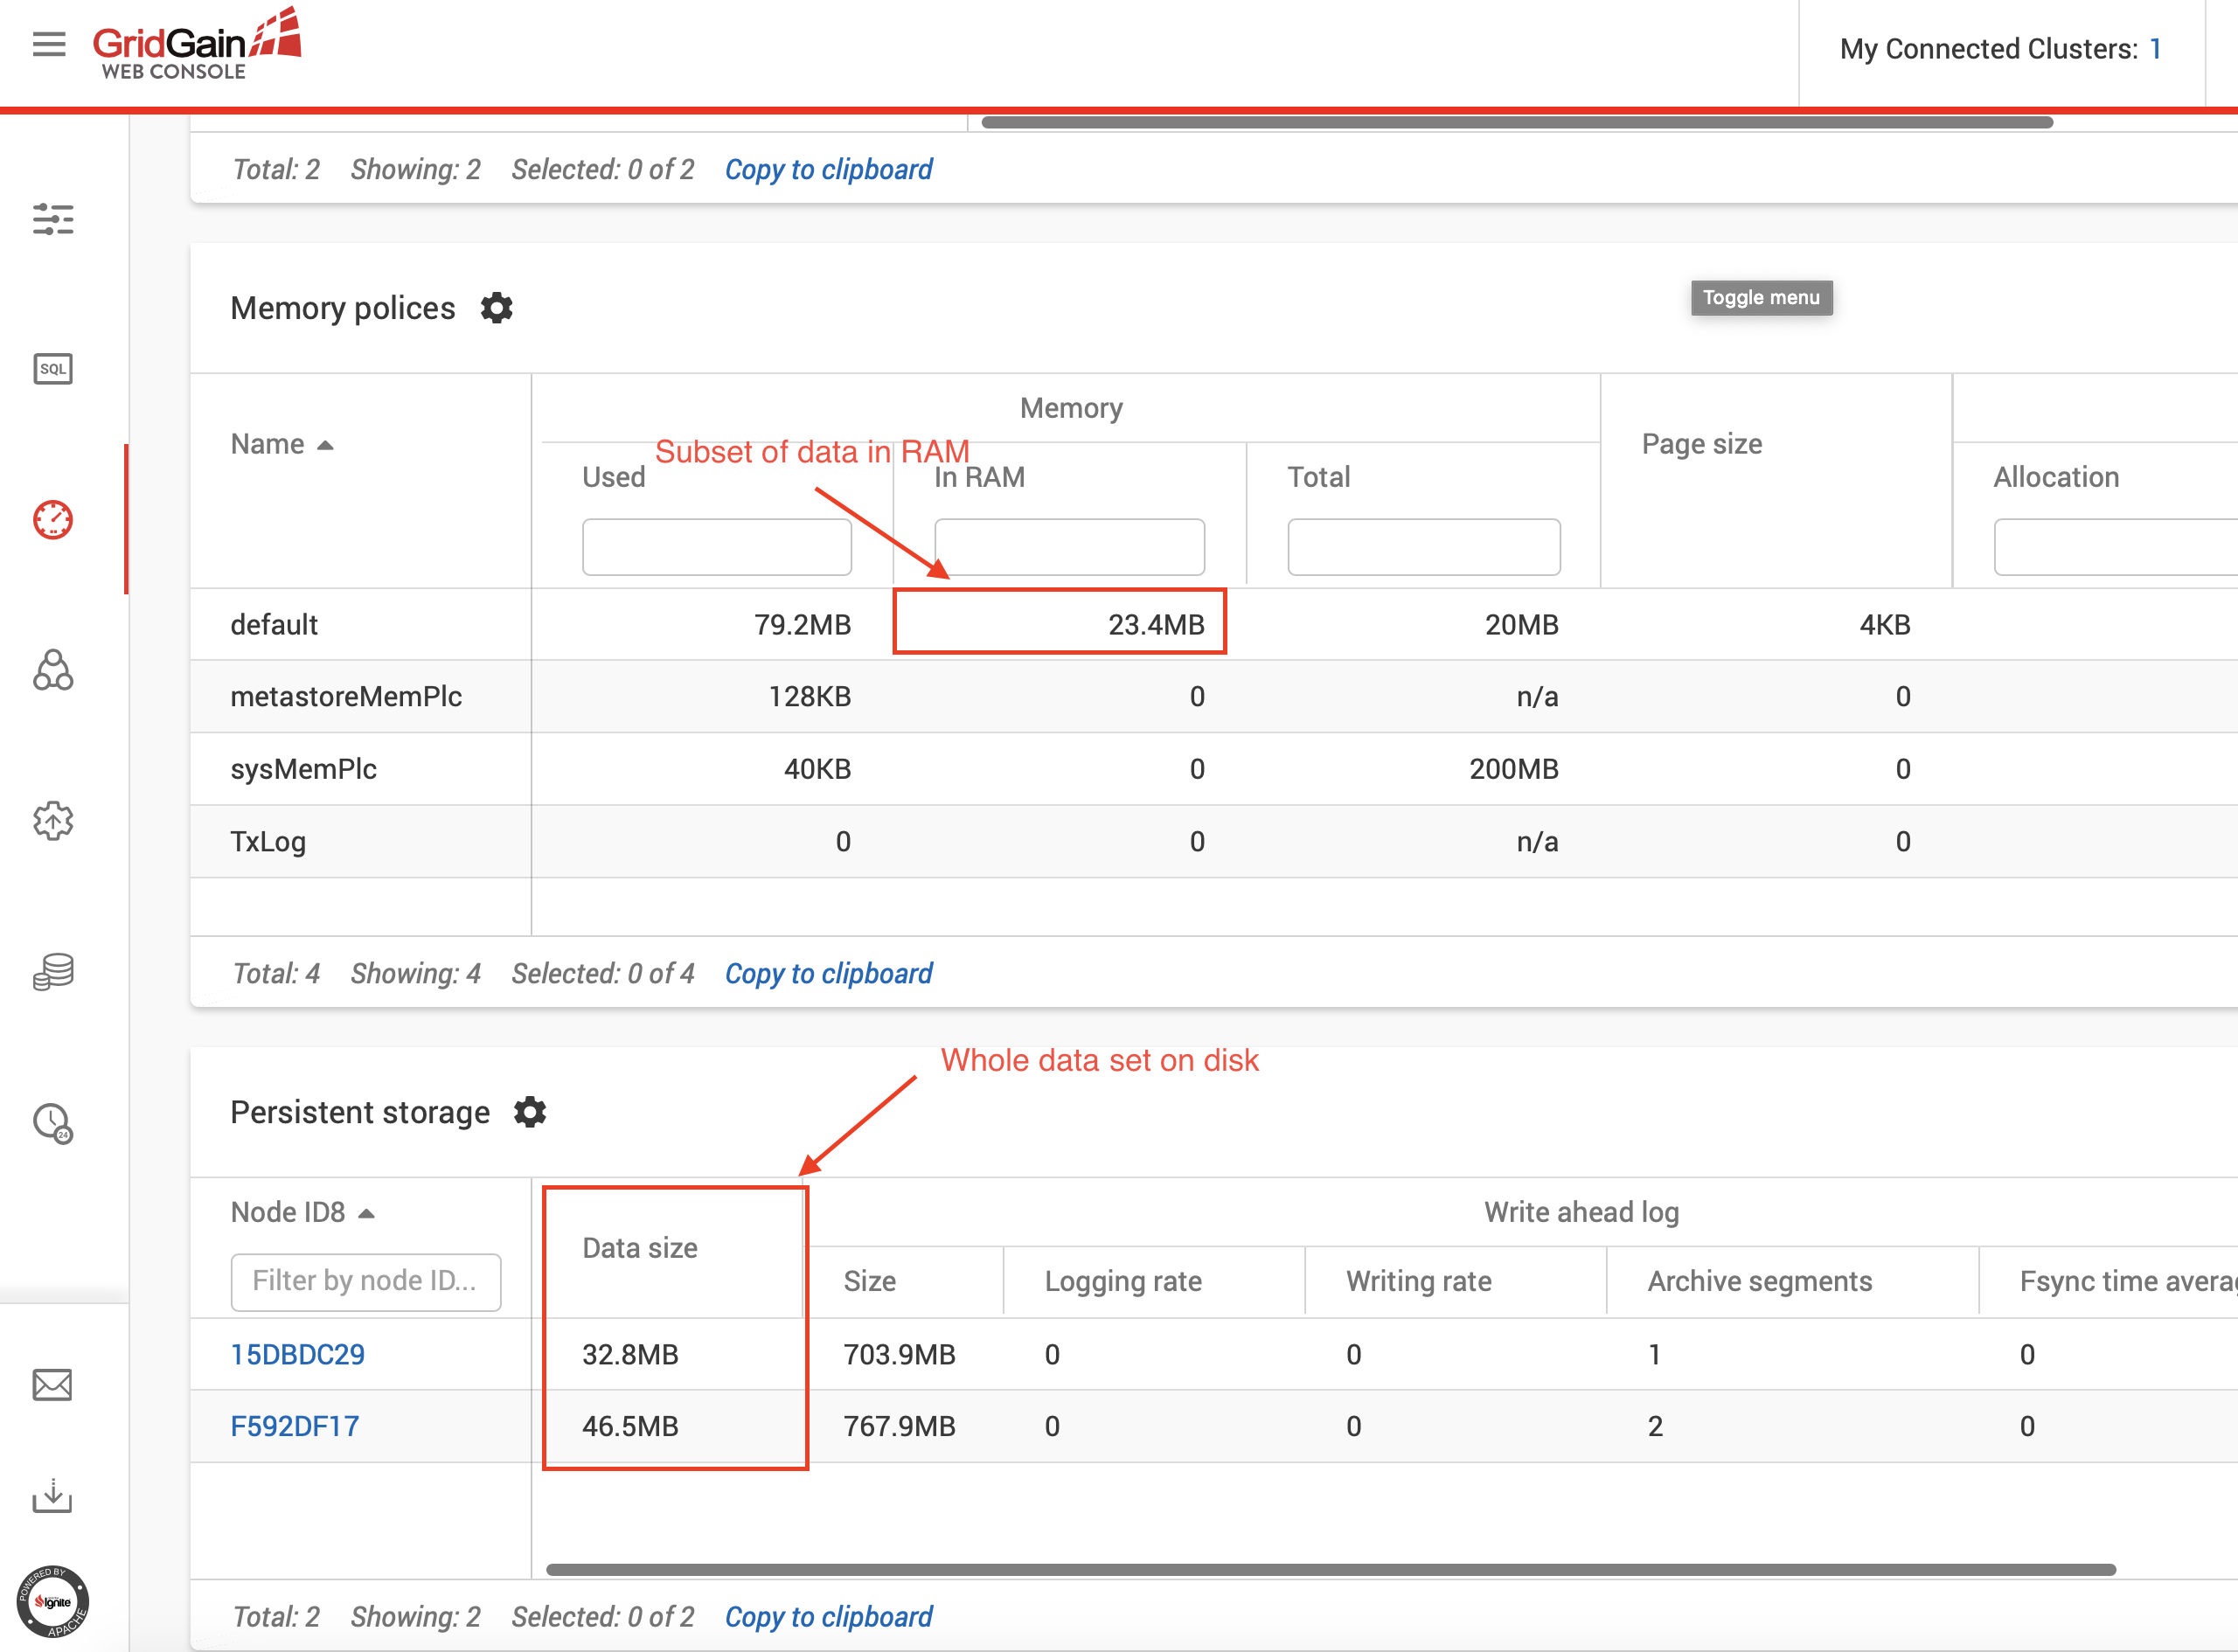 GridGain
WEB CONSOLE
My Connected Clusters: 1
Total: 2 Showing: 2 Selected: 0 of 2 Copy to clipboard
Memory polices
Toggle menu
Name
Memory
Page size
Subset of data in RAM
Used
In RAM
Total
Allocation
default 79.2MB 23.4MB 20MB 4KB
metastoreMemPlc 128KB 0 n/a 0
sysMemPlc 40KB 0 200MB 0
TxLog 0 0 n/a 0
Total: 4 Showing: 4 Selected: 0 of 4 Copy to clipboard
Whole data set on disk
Persistent storage
Node ID8
Data size
Write ahead log
Filter by node ID...
Size
Logging rate
Writing rate
Archive segments
Fsync time avera
15DBDC29 32.8MB 703.9MB 0 0 1 0
F592DF17 46.5MB 767.9MB 0 0 2 0
Total: 2 Showing: 2 Selected: 0 of 2 Copy to clipboard
SQL
24
POWERED BY
Ignite
APACHE